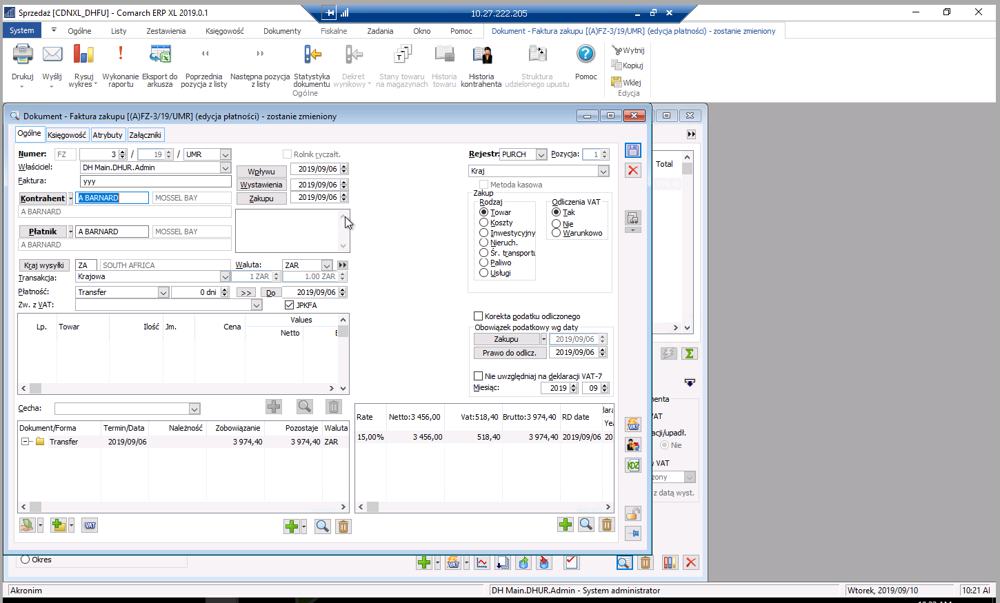 Sprzedaż [CDNXL_DHFU] - Comarch ERP XL 2019.0.1
10.27.222.205
System
Ogólne
Listy
Zestawienia
Księgowość
Dokumenty
Fiskalne
Zadania
Okno
Pomoc
Dokument - Faktura zakupu [(A)FZ-3/19/UMR] (edycja płatności) - zostanie zmieniony
Drukuj
Wyślij
Rysuj wykres
Wykonanie raportu
Eksport do arkusza
Poprzednia pozycja z listy
Następna pozycja z listy
Statystyka dokumentu
Dekret wynikowy
Stany towaru na magazynach
Historia towaru
Historia kontrahenta
Struktura udzielonego upustu
Pomoc
Wytnij
Kopiuj
Wklej
Ogólne
Edycja
Dokument - Faktura zakupu [(A)FZ-3/19/UMR] (edycja płatności) - zostanie zmieniony
Ogólne
Księgowość
Atrybuty
Załączniki
Numer: FZ 3 / 19 / UMR
Rolnik ryczałt.
Rejestr: PURCH Pozycja: 1
Właściciel: DH Main.DHUR.Admin
Wpływu 2019/09/06
Kraj
Total
Faktura: yyy
Wystawienia 2019/09/06
Metoda kasowa
974,40
Kontrahent A BARNARD MOSSEL BAY
Zakupu 2019/09/06
A BARNARD
Zakup
Rodzaj
Towar
Koszty
Inwestycyjny
Nieruch.
Śr. transportu
Paliwo
Usługi
Odliczenia VAT
Tak
Nie
Warunkowo
Płatnik A BARNARD MOSSEL BAY
A BARNARD
Kraj wysyłki ZA SOUTH AFRICA
Waluta: ZAR
Transakcja: Krajowa
1 ZAR 1.00 ZAR
Płatność: Transfer 0 dni >> Do 2019/09/06
Zw. z VAT:
JPKFA
Lp. Towar Ilość Jm. Cena Values
Netto B
Korekta podatku odliczonego
Obowiązek podatkowy wg daty
Zakupu 2019/09/06
Prawo do odlicz. 2019/09/06
Nie uwzględniaj na deklaracji VAT-7
Miesiąc: 2019 09
Cecha:
Dokument/Forma Termin/Data Należność Zobowiązanie Pozostaje Waluta
Transfer 2019/09/06 3 974,40 3 974,40 ZAR
Rate Netto:3 456,00 Vat:518,40 Brutto:3 974,40 RD date
lara
Yea
15,00% 3 456,00 518,40 3 974,40 2019/09/06 20
VAT
VAT
KDZ
menta
VAT
acji/upadł.
Nie
w VAT
zony
z datą wyst.
Okres
VAT
Akronim
DH Main.DHUR.Admin - System administrator
Wtorek, 2019/09/10
10:21 AI